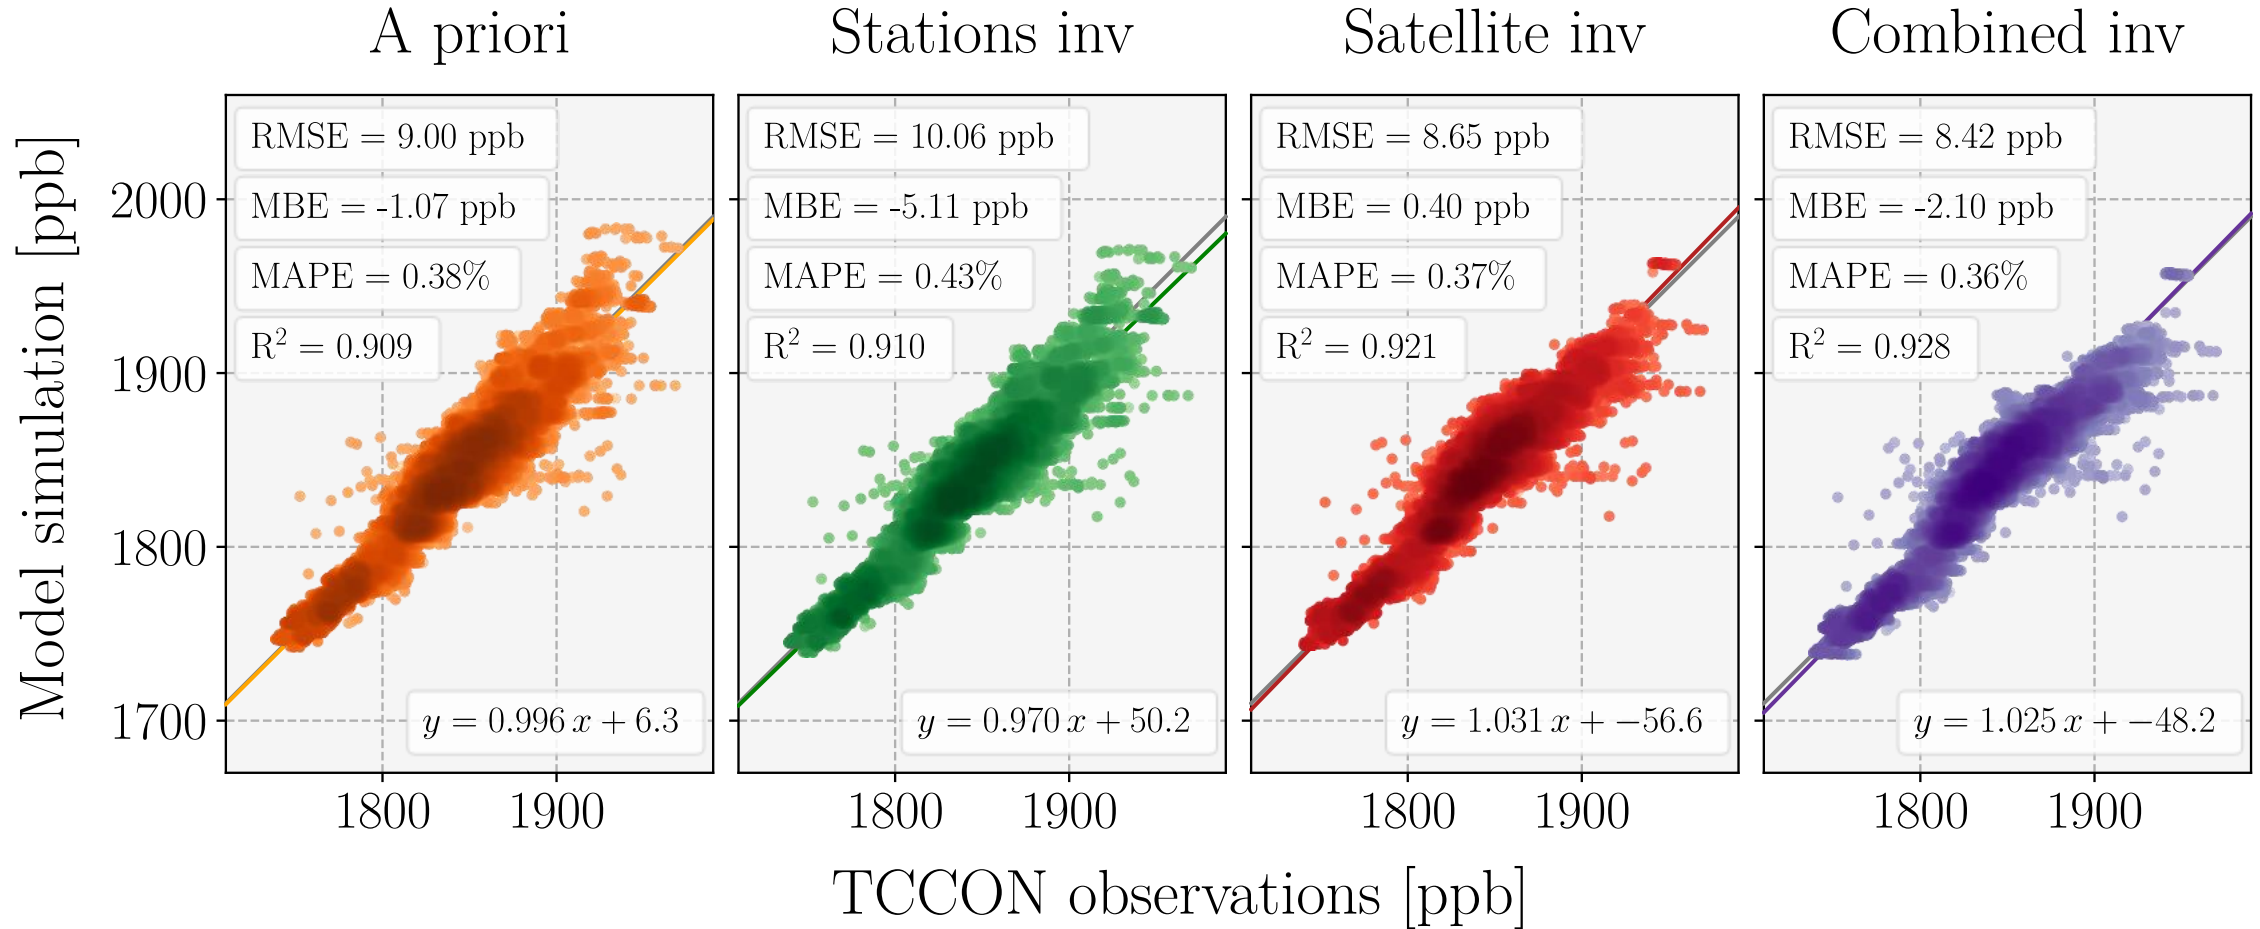 A priori
Stations inv
Satellite inv
Combined inv
Model simulation [ppb]
2000
1900
1800
1700
RMSE = 9.00 ppb
MBE = -1.07 ppb
MAPE = 0.38%
R² = 0.909
y = 0.996 x + 6.3
1800 1900
RMSE = 10.06 ppb
MBE = -5.11 ppb
MAPE = 0.43%
R² = 0.910
y = 0.970 x + 50.2
1800 1900
RMSE = 8.65 ppb
MBE = 0.40 ppb
MAPE = 0.37%
R² = 0.921
y = 1.031 x + −56.6
1800 1900
RMSE = 8.42 ppb
MBE = -2.10 ppb
MAPE = 0.36%
R² = 0.928
y = 1.025 x + −48.2
1800 1900
TCCON observations [ppb]